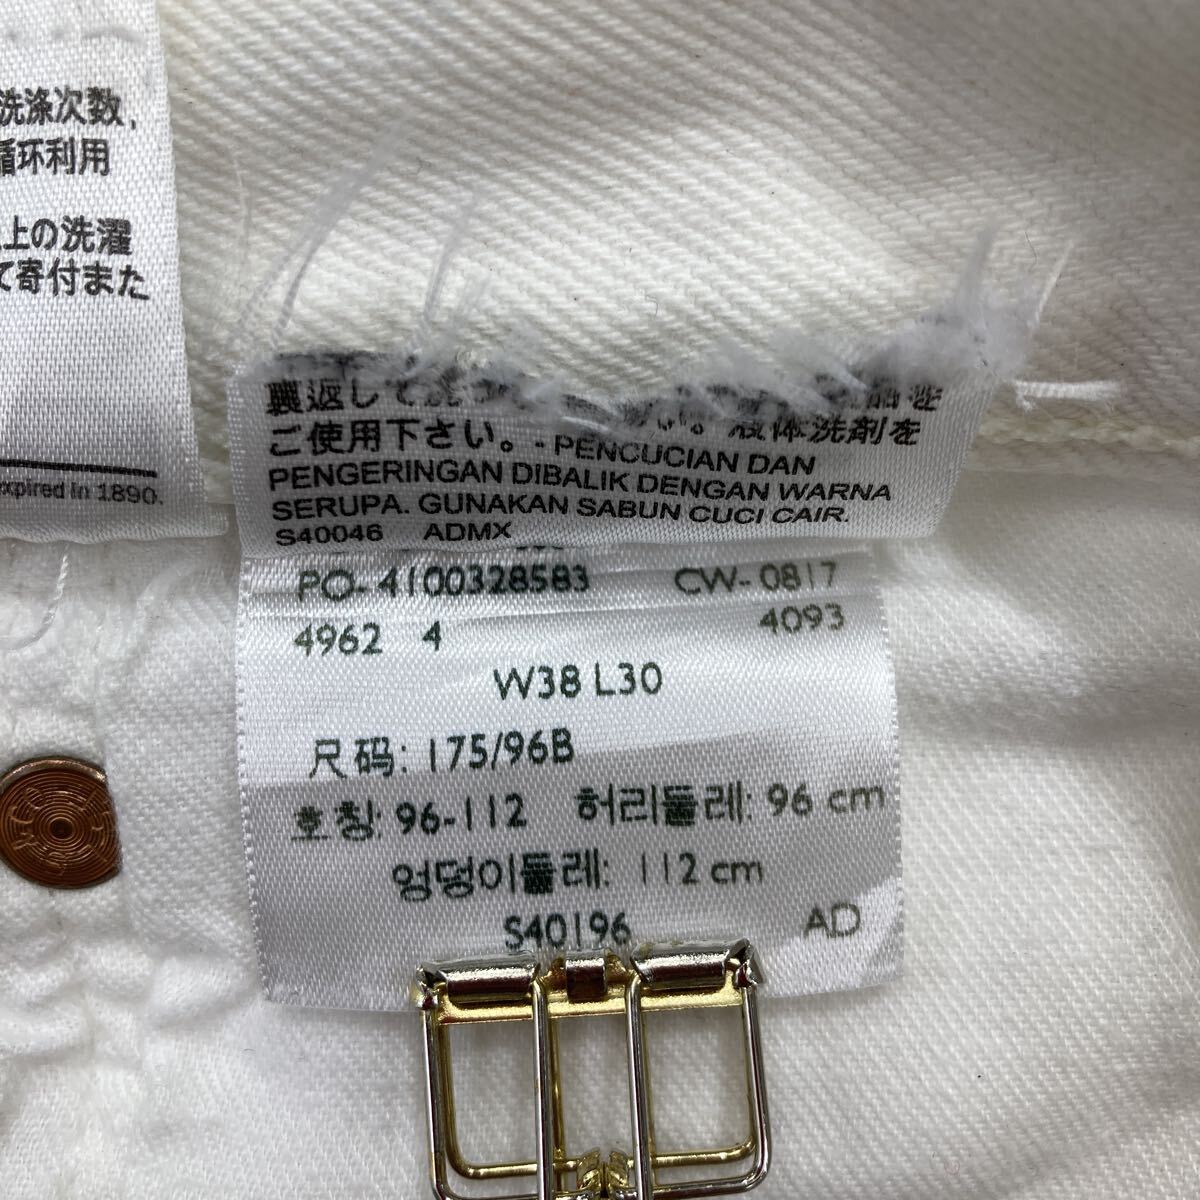 洗涤次数,
循环利用
上の洗濯
て寄付また
expired in 1890.
裏返して洗
ご使用下さい。- PENCUCIAN DAN
PENGERINGAN DIBALIK DENGAN WARNA
SERUPA. GUNAKAN SABUN CUCI CAIR.
S40046 ADMX
PO- 4100328583 CW- 0817
4962 4 4093
W38 L30
尺码: 175/96B
호칭: 96-112 허리둘레: 96 cm
엉덩이둘레: 112 cm
S40196 AD